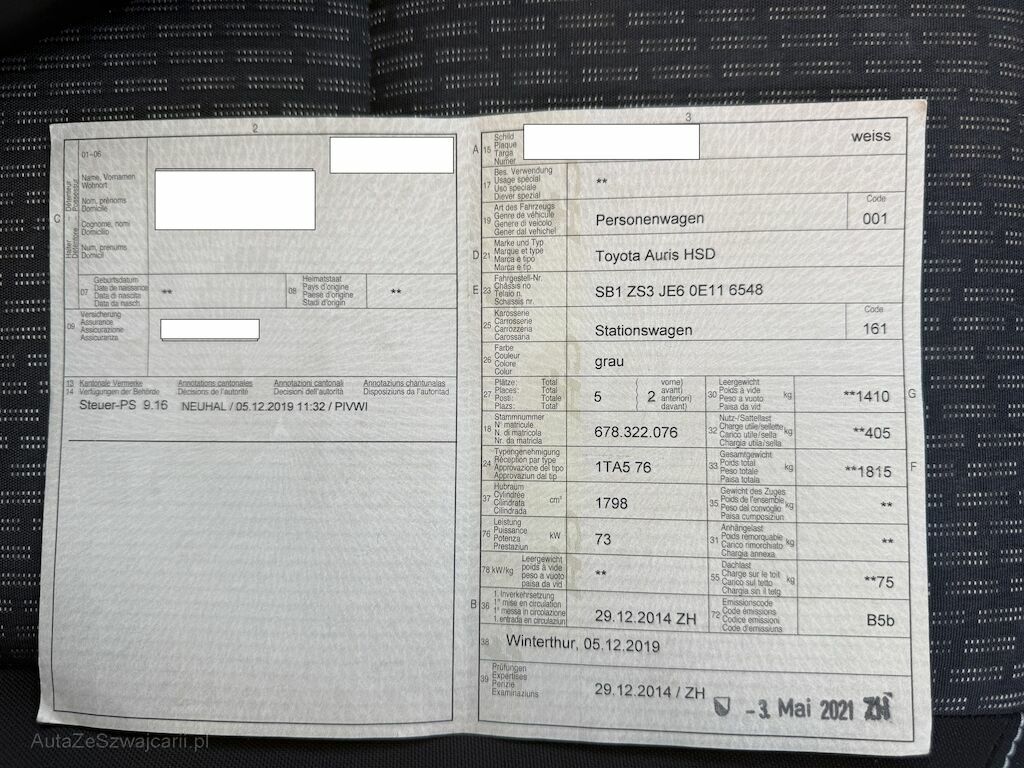 2
01-06
Halter – Détenteur
Detentore – Possessur
C
Name, Vornamen
Wohnort
Nom, prénoms
Domicile
Cognome, nomi
Domicilio
Num, prenums
Domicil
07
Geburtsdatum
Date de naissance
Data di nascita
Data da nasch.
**
08
Heimatstaat
Pays d'origine
Paese d'origine
Stadi d'origin
**
09
Versicherung
Assurance
Assicurazione
Assicuranza
13 Kantonale Vermerke Annotations cantonales Annotazioni cantonali Annotaziuns chantunalas
14 Verfügungen der Behörde Décisions de l'autorité Decisioni dell'autorità Disposiziuns da l'autoritad
Steuer-PS 9.16 NEUHAL / 05.12.2019 11:32 / PIVWI
3
A 15
Schild
Plaque
Targa
Numer
weiss
17
Bes. Verwendung
Usage spécial
Uso speciale
Diever spezial
**
19
Art des Fahrzeugs
Genre de véhicule
Genere di veicolo
Gener dal vehichel
Personenwagen
Code
001
D 21
Marke und Typ
Marque et type
Marca e tipo
Marca e tip
Toyota Auris HSD
E 23
Fahrgestell-Nr.
Châssis no
Telaio n.
Schassis nr.
SB1 ZS3 JE6 0E11 6548
25
Karosserie
Carrosserie
Carrozzeria
Carossaria
Stationswagen
Code
161
26
Farbe
Couleur
Colore
Colur
grau
27
Plätze: Total
Places: Total
Posti: Totale
Plazs: Total
5 ( 2
vorne)
avant)
anteriori)
davant)
30
Leergewicht
Poids à vide
Peso a vuoto
Paisa da vid
kg
**1410
G
18
Stammnummer
N° matricule
N. di matricola
Nr. da matricla
678.322.076
32
Nutz-/Sattellast
Charge utile/sellette
Carico utile/sella
Chargia utila/sella
kg
**405
24
Typengenehmigung
Réception par type
Approvazione del tipo
Approvaziun dal tip
1TA5 76
33
Gesamtgewicht
Poids total
Peso totale
Paisa totala
kg
**1815
F
37
Hubraum
Cylindrée
Cilindrata
Cilindrada
cm³
1798
35
Gewicht des Zuges
Poids de l'ensemble
Peso del convoglio
Paisa cumposiziun
kg
**
76
Leistung
Puissance
Potenza
Prestaziun
kW
73
31
Anhängelast
Poids remorquable
Carico rimorchiato
Chargia annexa
kg
**
78 kW/kg
Leergewicht
poids à vide
peso a vuoto
paisa da vid
**
55
Dachlast
Charge sur le toit
Carico sul tetto
Chargia sin il tetg
kg
**75
B 36
1. Inverkehrsetzung
1° mise en circulation
1° messa in circolazione
1. entrada en circulaziun
29.12.2014 ZH
72
Emissionscode
Code émissions
Codice emissioni
Code d'emissiuns
B5b
38
Winterthur, 05.12.2019
39
Prüfungen
Expertises
Perizie
Examinaziuns
29.12.2014 / ZH
-3. Mai 2021 ZH
AutaZeSzwajcarii.pl